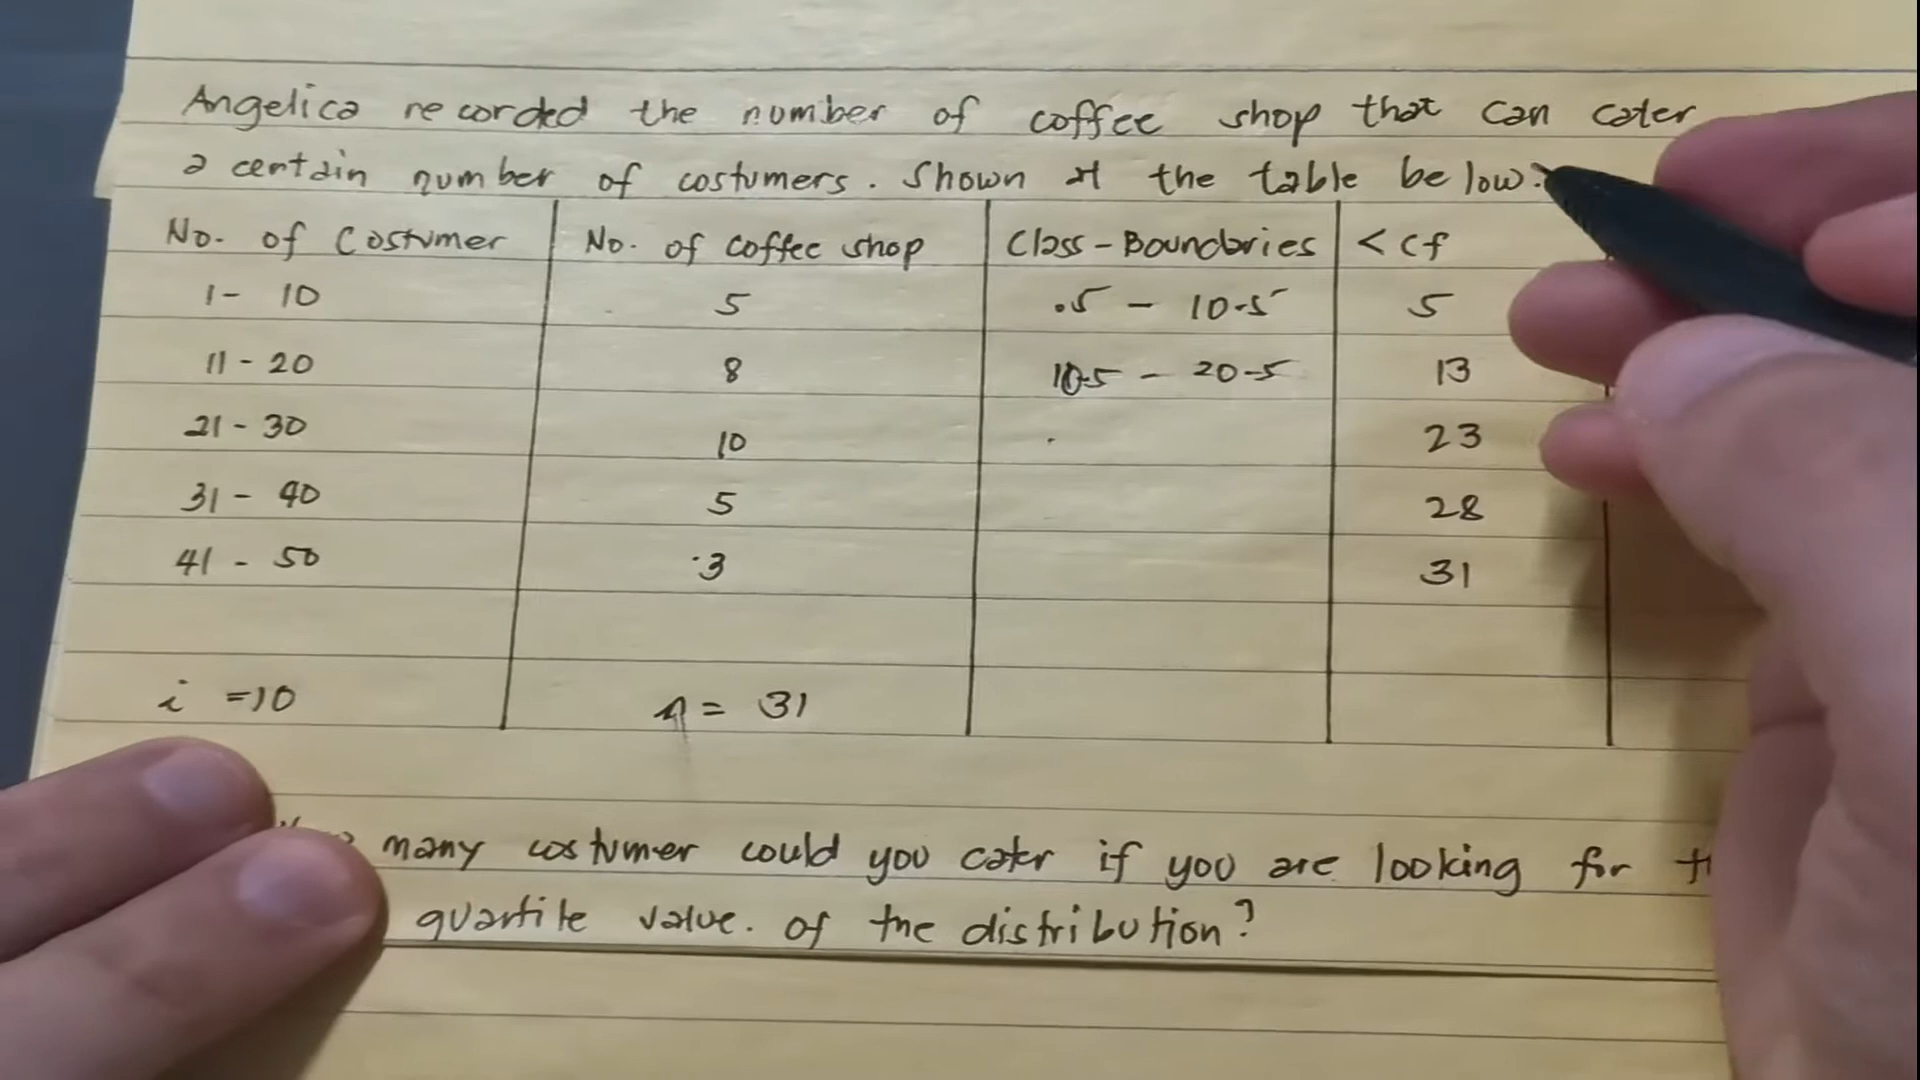 Angelica recorded the number of coffee shop that can cater
a certain number of costumers. Shown at the table below:
No. of Costumer No. of coffee shop Class-Boundaries <cf
1 - 10 5 .5 - 10.5 5
11 - 20 8 10.5 - 20.5 13
21 - 30 10 23
31 - 40 5 28
41 - 50 3 31
i = 10 n = 31
many costumer could you cater if you are looking for
quartile value. of the distribution?